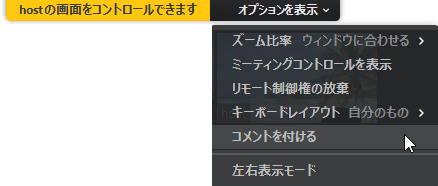 hostの画面をコントロールできます オプションを表示
ズーム比率 ウィンドウに合わせる
ミーティングコントロールを表示
リモート制御権の放棄
キーボードレイアウト 自分のもの
コメントを付ける
左右表示モード